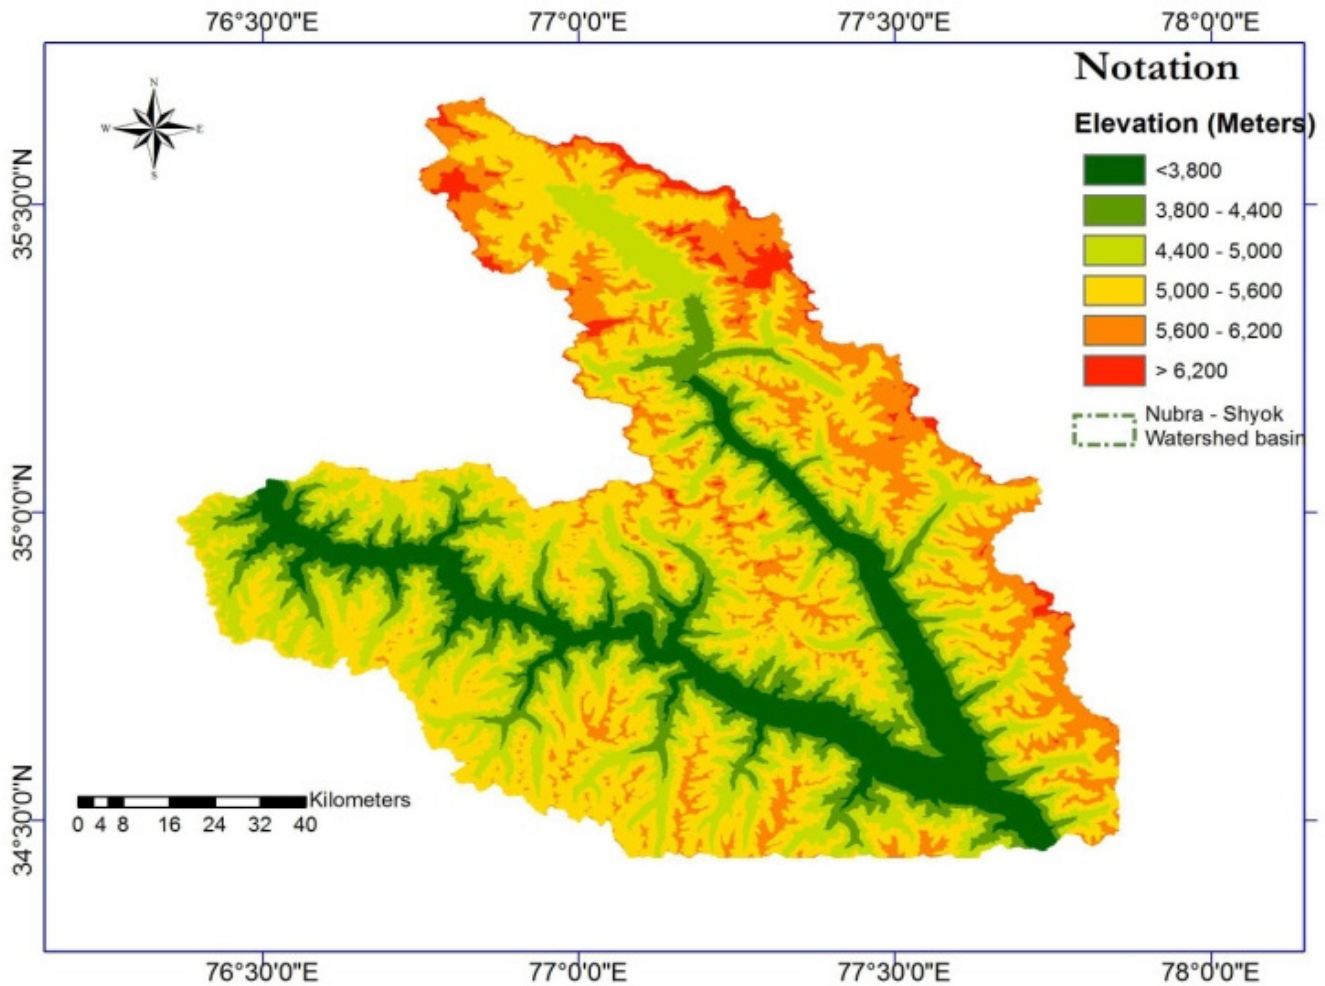 76°30'0"E 77°0'0"E 77°30'0"E 78°0'0"E
Notation
Elevation (Meters)
<3,800
3,800 - 4,400
4,400 - 5,000
5,000 - 5,600
5,600 - 6,200
> 6,200
Nubra - Shyok
Watershed basin
N
W E
S
35°30'0"N
35°0'0"N
34°30'0"N
Kilometers
0 4 8 16 24 32 40
76°30'0"E 77°0'0"E 77°30'0"E 78°0'0"E